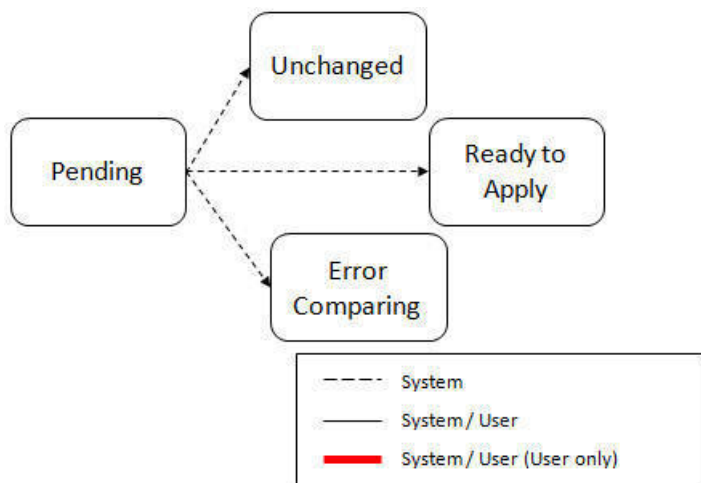 Unchanged
Pending
Ready to
Apply
Error
Comparing
System
System / User
System / User (User only)